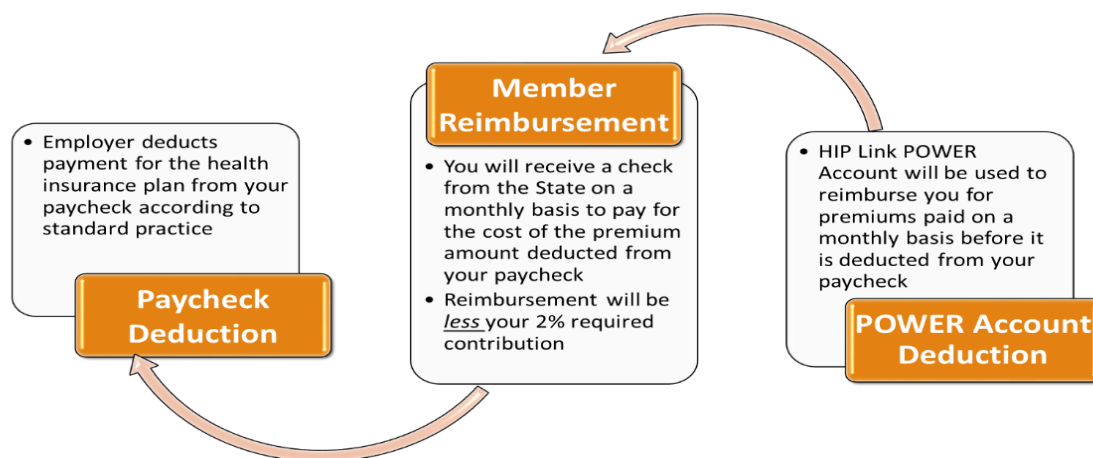 • Employer deducts
payment for the health
insurance plan from your
paycheck according to
standard practice
Paycheck
Deduction
Member
Reimbursement
• You will receive a check
from the State on a
monthly basis to pay for
the cost of the premium
amount deducted from
your paycheck
• Reimbursement will be
less your 2% required
contribution
• HIP Link POWER
Account will be used to
reimburse you for
premiums paid on a
monthly basis before it
is deducted from your
paycheck
POWER Account
Deduction